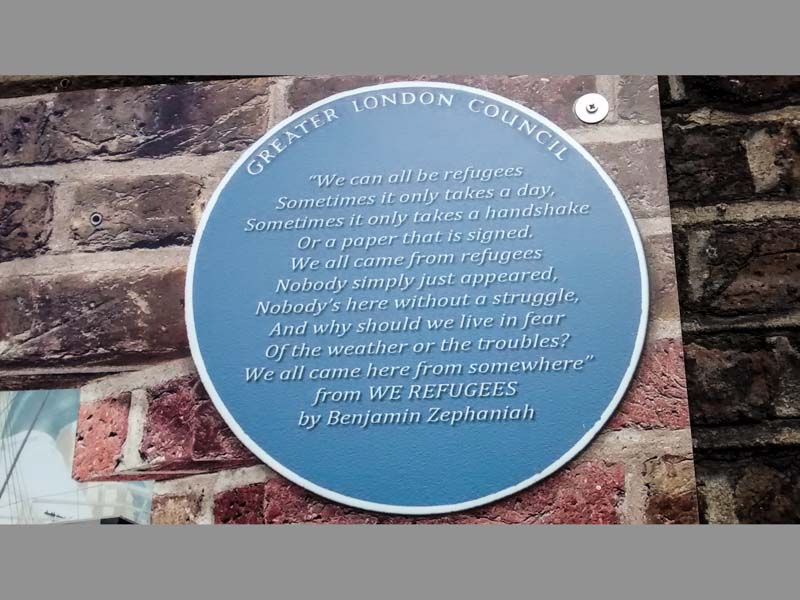 GREATER LONDON COUNCIL
“We can all be refugees
Sometimes it only takes a day,
Sometimes it only takes a handshake
Or a paper that is signed.
We all came from refugees
Nobody simply just appeared,
Nobody’s here without a struggle,
And why should we live in fear
Of the weather or the troubles?
We all came here from somewhere”
from WE REFUGEES
by Benjamin Zephaniah